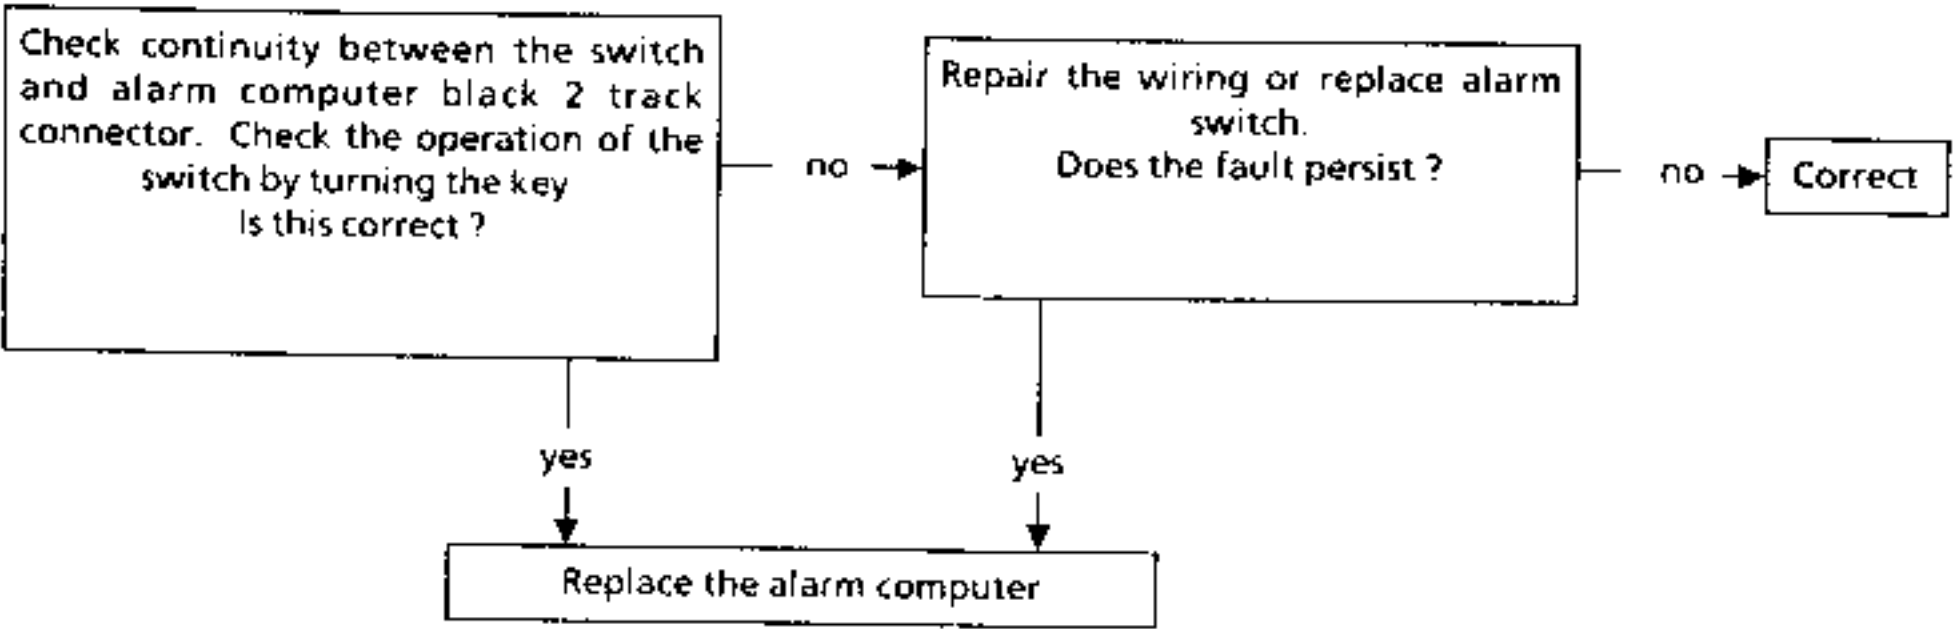 Check continuity between the switch
and alarm computer black 2 track
connector. Check the operation of the
switch by turning the key
Is this correct ?
no
Repair the wiring or replace alarm
switch.
Does the fault persist ?
no
Correct
yes
yes
Replace the alarm computer